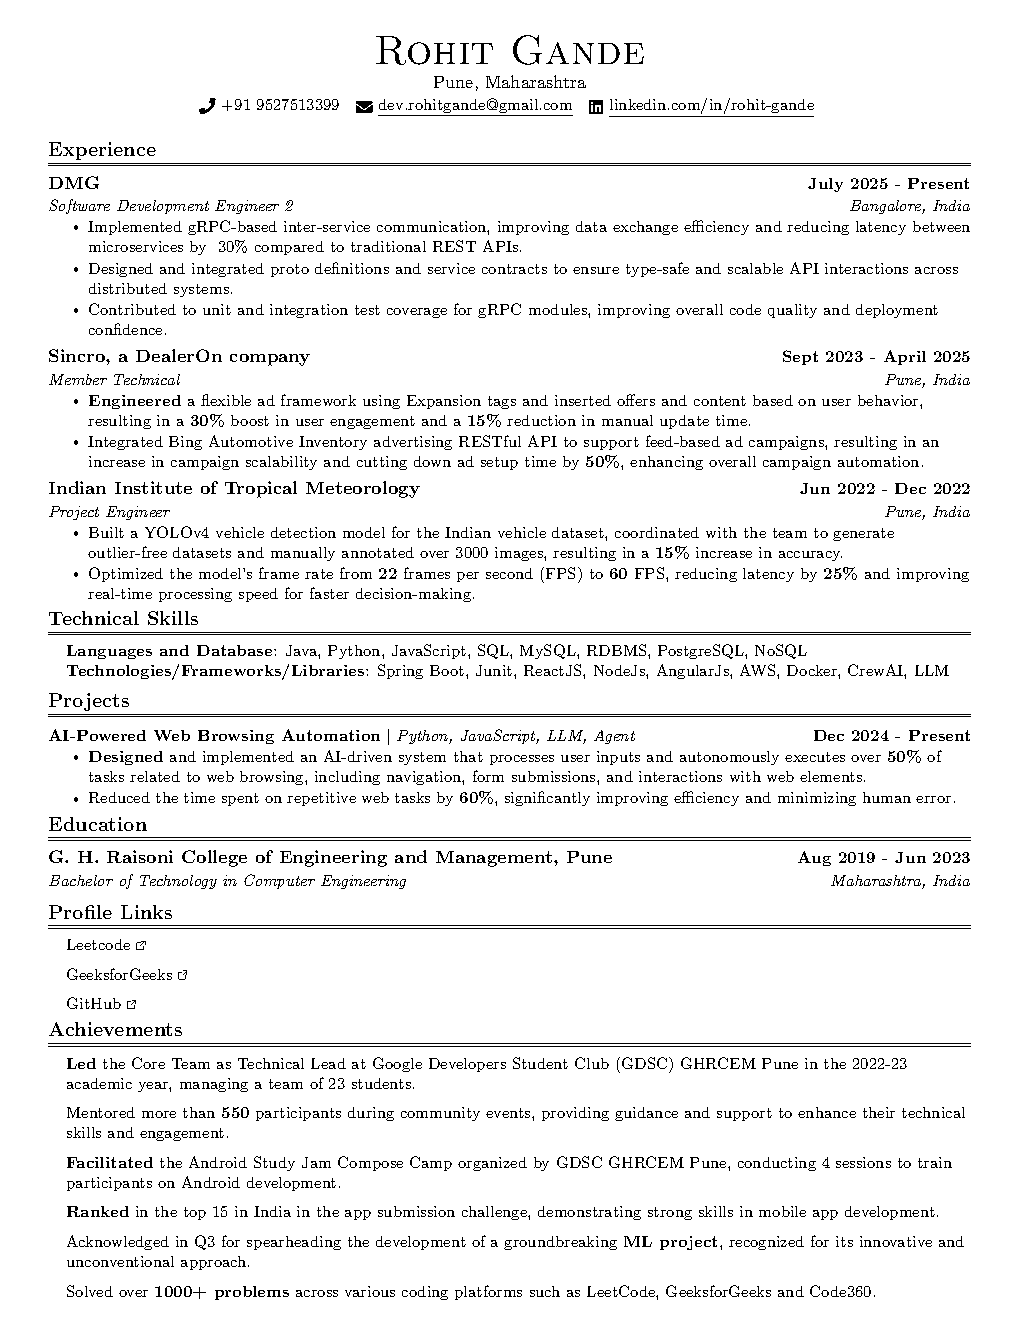 Rohit Gande
Pune, Maharashtra
+91 9527513399 dev.rohitgande@gmail.com linkedin.com/in/rohit-gande
Experience
DMG July 2025 - Present
Software Development Engineer 2 Bangalore, India
• Implemented gRPC-based inter-service communication, improving data exchange efficiency and reducing latency between
microservices by 30% compared to traditional REST APIs.
• Designed and integrated proto definitions and service contracts to ensure type-safe and scalable API interactions across
distributed systems.
• Contributed to unit and integration test coverage for gRPC modules, improving overall code quality and deployment
confidence.
Sincro, a DealerOn company Sept 2023 - April 2025
Member Technical Pune, India
• Engineered a flexible ad framework using Expansion tags and inserted offers and content based on user behavior,
resulting in a 30% boost in user engagement and a 15% reduction in manual update time.
• Integrated Bing Automotive Inventory advertising RESTful API to support feed-based ad campaigns, resulting in an
increase in campaign scalability and cutting down ad setup time by 50%, enhancing overall campaign automation.
Indian Institute of Tropical Meteorology Jun 2022 - Dec 2022
Project Engineer Pune, India
• Built a YOLOv4 vehicle detection model for the Indian vehicle dataset, coordinated with the team to generate
outlier-free datasets and manually annotated over 3000 images, resulting in a 15% increase in accuracy.
• Optimized the model's frame rate from 22 frames per second (FPS) to 60 FPS, reducing latency by 25% and improving
real-time processing speed for faster decision-making.
Technical Skills
Languages and Database: Java, Python, JavaScript, SQL, MySQL, RDBMS, PostgreSQL, NoSQL
Technologies/Frameworks/Libraries: Spring Boot, Junit, ReactJS, NodeJs, AngularJs, AWS, Docker, CrewAI, LLM
Projects
AI-Powered Web Browsing Automation | Python, JavaScript, LLM, Agent Dec 2024 - Present
• Designed and implemented an AI-driven system that processes user inputs and autonomously executes over 50% of
tasks related to web browsing, including navigation, form submissions, and interactions with web elements.
• Reduced the time spent on repetitive web tasks by 60%, significantly improving efficiency and minimizing human error.
Education
G. H. Raisoni College of Engineering and Management, Pune Aug 2019 - Jun 2023
Bachelor of Technology in Computer Engineering Maharashtra, India
Profile Links
Leetcode
GeeksforGeeks
GitHub
Achievements
Led the Core Team as Technical Lead at Google Developers Student Club (GDSC) GHRCEM Pune in the 2022-23
academic year, managing a team of 23 students.
Mentored more than 550 participants during community events, providing guidance and support to enhance their technical
skills and engagement.
Facilitated the Android Study Jam Compose Camp organized by GDSC GHRCEM Pune, conducting 4 sessions to train
participants on Android development.
Ranked in the top 15 in India in the app submission challenge, demonstrating strong skills in mobile app development.
Acknowledged in Q3 for spearheading the development of a groundbreaking ML project, recognized for its innovative and
unconventional approach.
Solved over 1000+ problems across various coding platforms such as LeetCode, GeeksforGeeks and Code360.